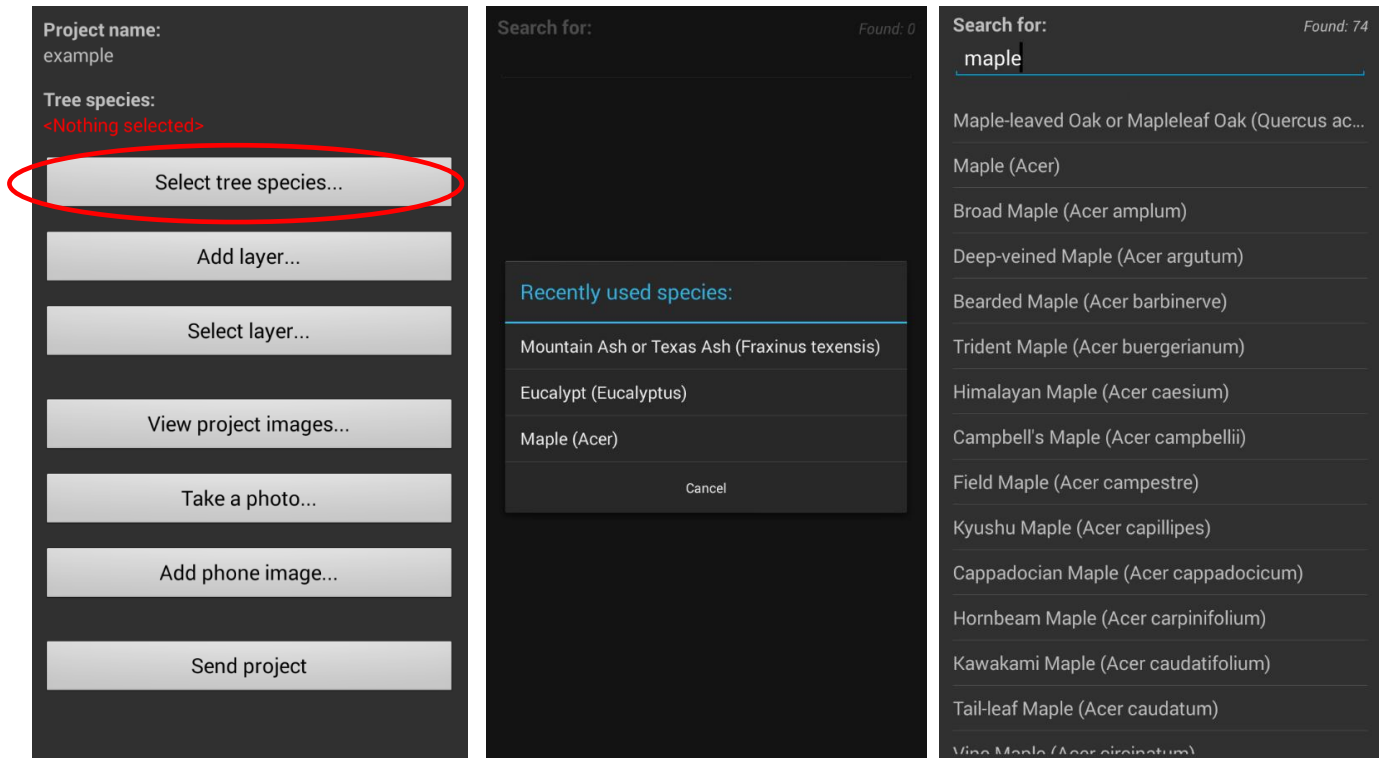 Project name:
example
Tree species:
<Nothing selected>
Select tree species...
Add layer...
Select layer...
View project images...
Take a photo...
Add phone image...
Send project
Search for:
Found: 0
Recently used species:
Mountain Ash or Texas Ash (Fraxinus texensis)
Eucalypt (Eucalyptus)
Maple (Acer)
Cancel
Search for:
Found: 74
maple
Maple-leaved Oak or Mapleleaf Oak (Quercus ac...
Maple (Acer)
Broad Maple (Acer amplum)
Deep-veined Maple (Acer argutum)
Bearded Maple (Acer barbinerve)
Trident Maple (Acer buergerianum)
Himalayan Maple (Acer caesium)
Campbell's Maple (Acer campbellii)
Field Maple (Acer campestre)
Kyushu Maple (Acer capillipes)
Cappadocian Maple (Acer cappadocicum)
Hornbeam Maple (Acer carpinifolium)
Kawakami Maple (Acer caudatifolium)
Tail-leaf Maple (Acer caudatum)
Vine Maple (Acer circinatum)